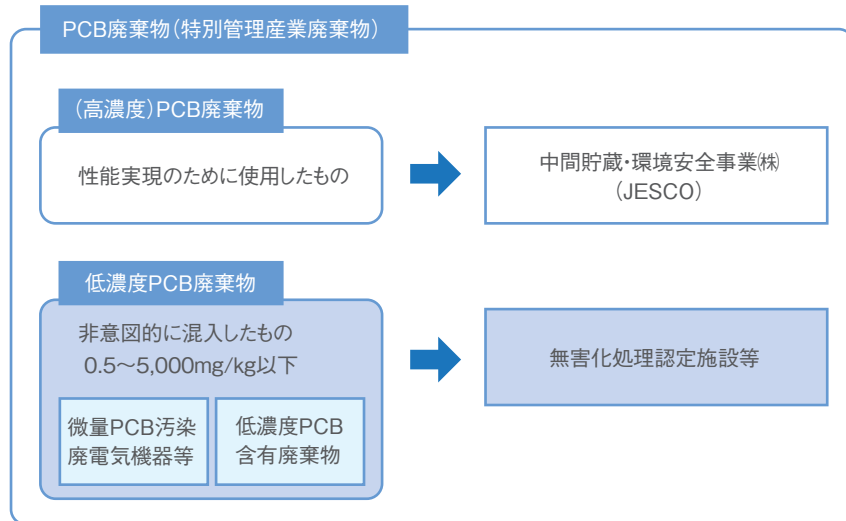 PCB廃棄物（特別管理産業廃棄物）
（高濃度）PCB廃棄物
性能実現のために使用したもの
中間貯蔵・環境安全事業㈱
（JESCO）
低濃度PCB廃棄物
非意図的に混入したもの
0.5〜5,000mg/kg以下
微量PCB汚染
廃電気機器等
低濃度PCB
含有廃棄物
無害化処理認定施設等